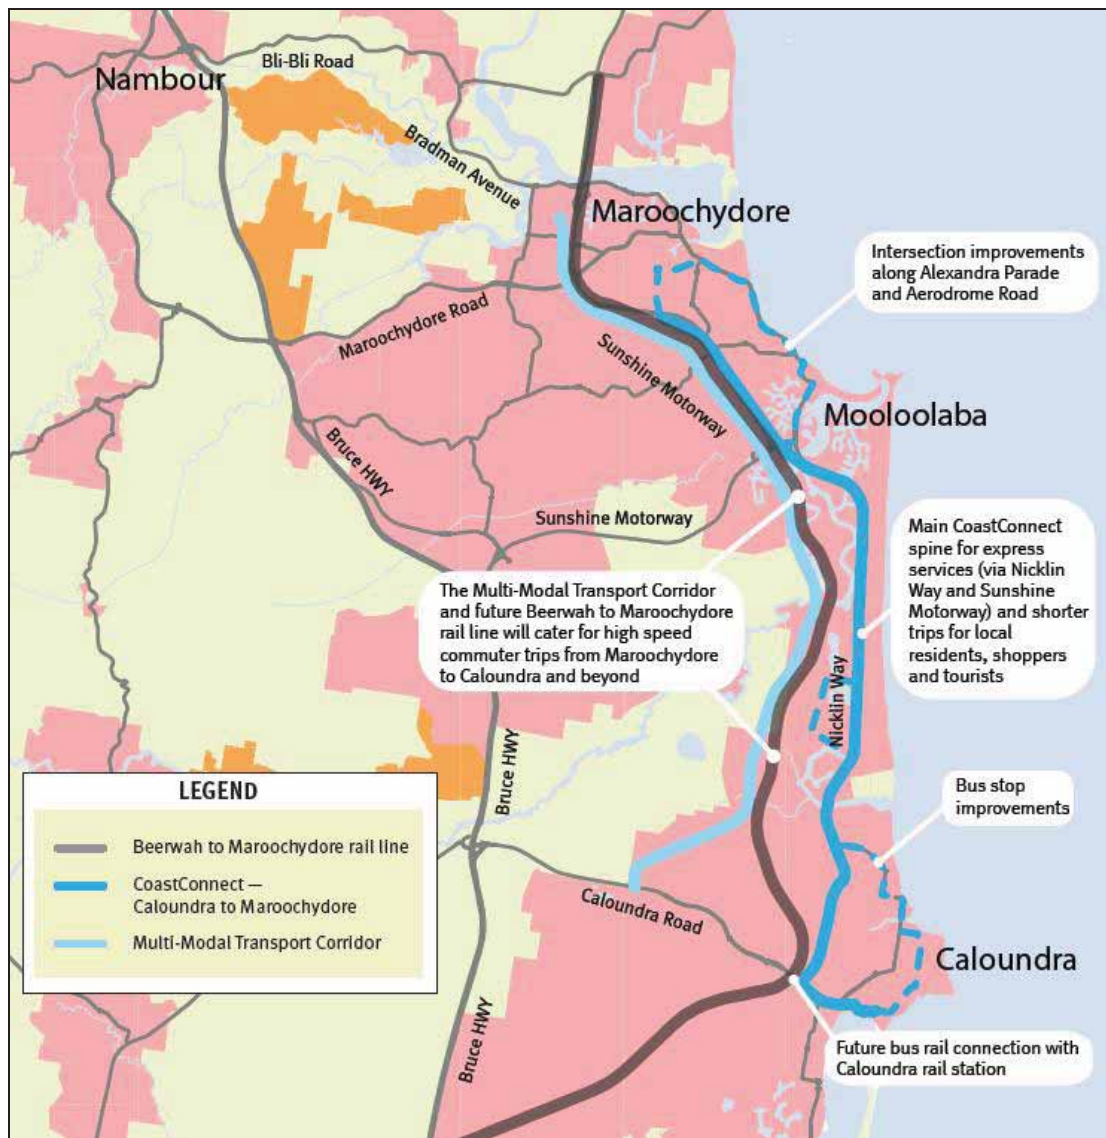 Bli-Bli Road
Nambour
Bradman Avenue
Maroochydore
Intersection improvements
along Alexandra Parade
and Aerodrome Road
Maroochydore Road
Sunshine Motorway
Mooloolaba
Bruce HWY
Sunshine Motorway
Main CoastConnect
spine for express
services (via Nicklin
Way and Sunshine
Motorway) and shorter
trips for local
residents, shoppers
and tourists
The Multi-Modal Transport Corridor
and future Beerwah to Maroochydore
rail line will cater for high speed
commuter trips from Maroochydore
to Caloundra and beyond
Nicklin Way
Bruce HWY
Bus stop
improvements
LEGEND
Beerwah to Maroochydore rail line
CoastConnect —
Caloundra to Maroochydore
Multi-Modal Transport Corridor
Caloundra Road
Caloundra
Bruce HWY
Future bus rail connection with
Caloundra rail station